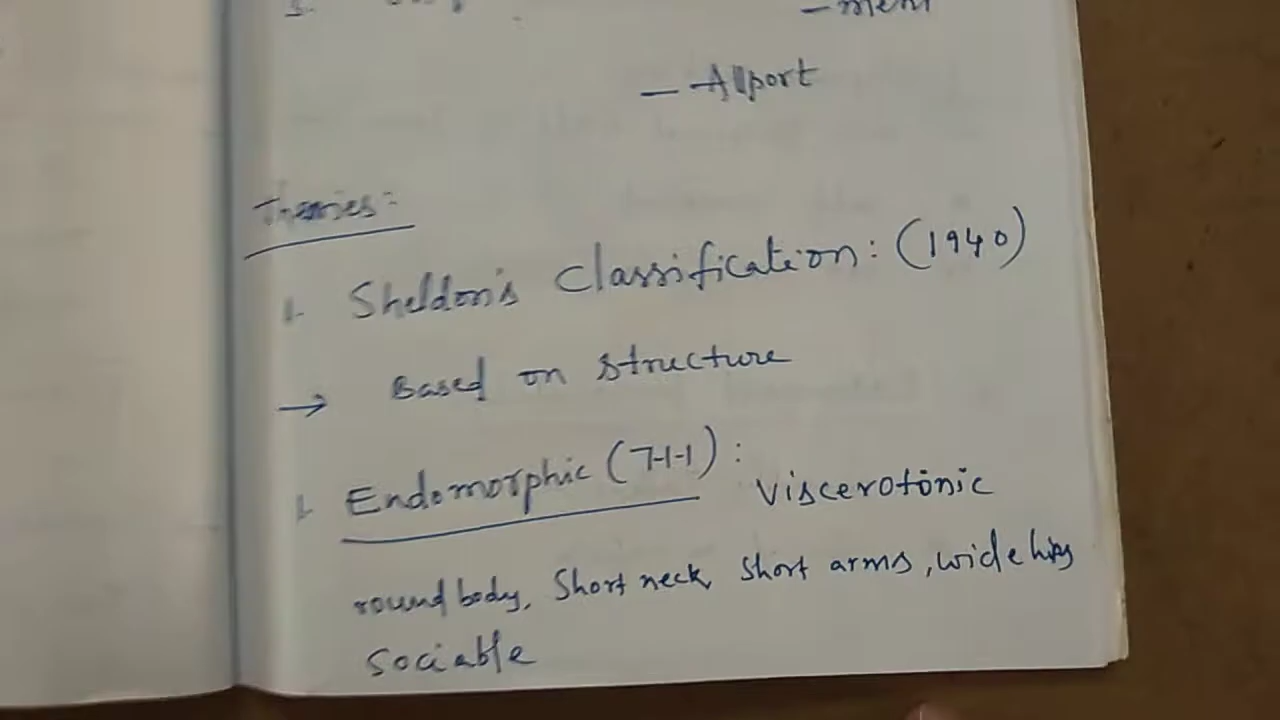 -ment
- Allport
Theories:
1. Sheldon's Classification: (1940)
→ Based on structure
1. Endomorphic (7-1-1): Viscerotonic
round body, Short neck, Short arms, wide hips
sociable